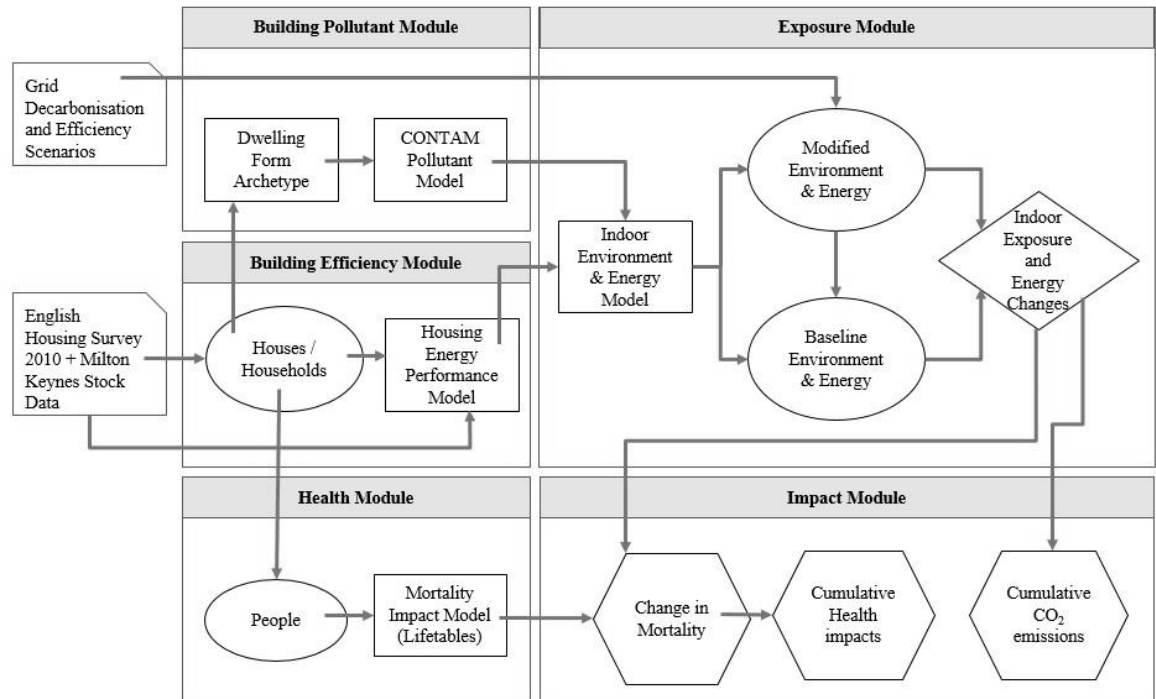 Building Pollutant Module
Exposure Module
Grid
Decarbonisation
and Efficiency
Scenarios
Dwelling
Form
Archetype
CONTAM
Pollutant
Model
Modified
Environment
& Energy
Indoor
Environment
& Energy
Model
Indoor
Exposure
and
Energy
Changes
Baseline
Environment
& Energy
Building Efficiency Module
English
Housing Survey
2010 + Milton
Keynes Stock
Data
Houses /
Households
Housing
Energy
Performance
Model
Health Module
Impact Module
People
Mortality
Impact Model
(Lifetables)
Change in
Mortality
Cumulative
Health
impacts
Cumulative
CO₂
emissions